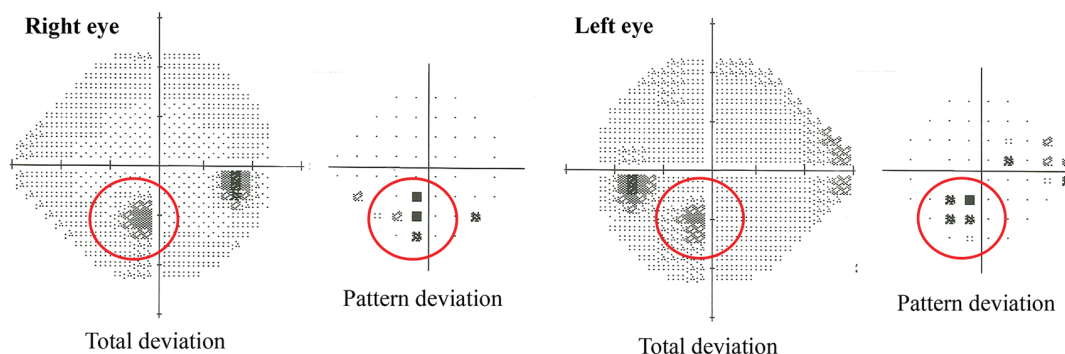 Right eye
Left eye
Pattern deviation
Pattern deviation
Total deviation
Total deviation